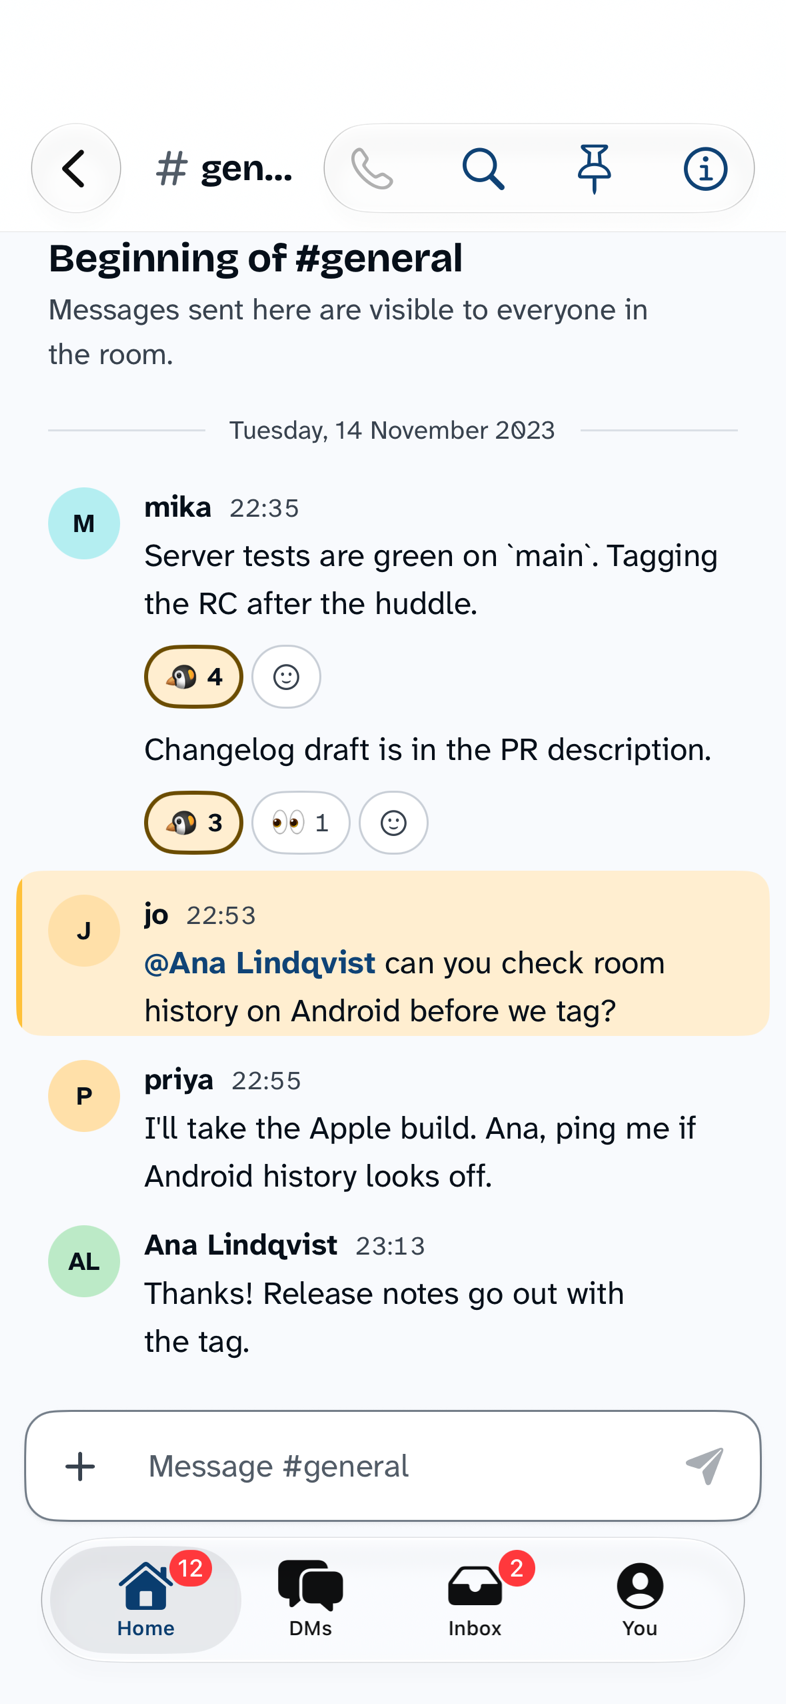 # gen...
Beginning of #general
Messages sent here are visible to everyone in
the room.
Tuesday, 14 November 2023
M
mika 22:35
Server tests are green on `main`. Tagging
the RC after the huddle.
4
Changelog draft is in the PR description.
3
1
J
jo 22:53
@Ana Lindqvist can you check room
history on Android before we tag?
P
priya 22:55
I'll take the Apple build. Ana, ping me if
Android history looks off.
AL
Ana Lindqvist 23:13
Thanks! Release notes go out with
the tag.
Message #general
12
2
Home
DMs
Inbox
You